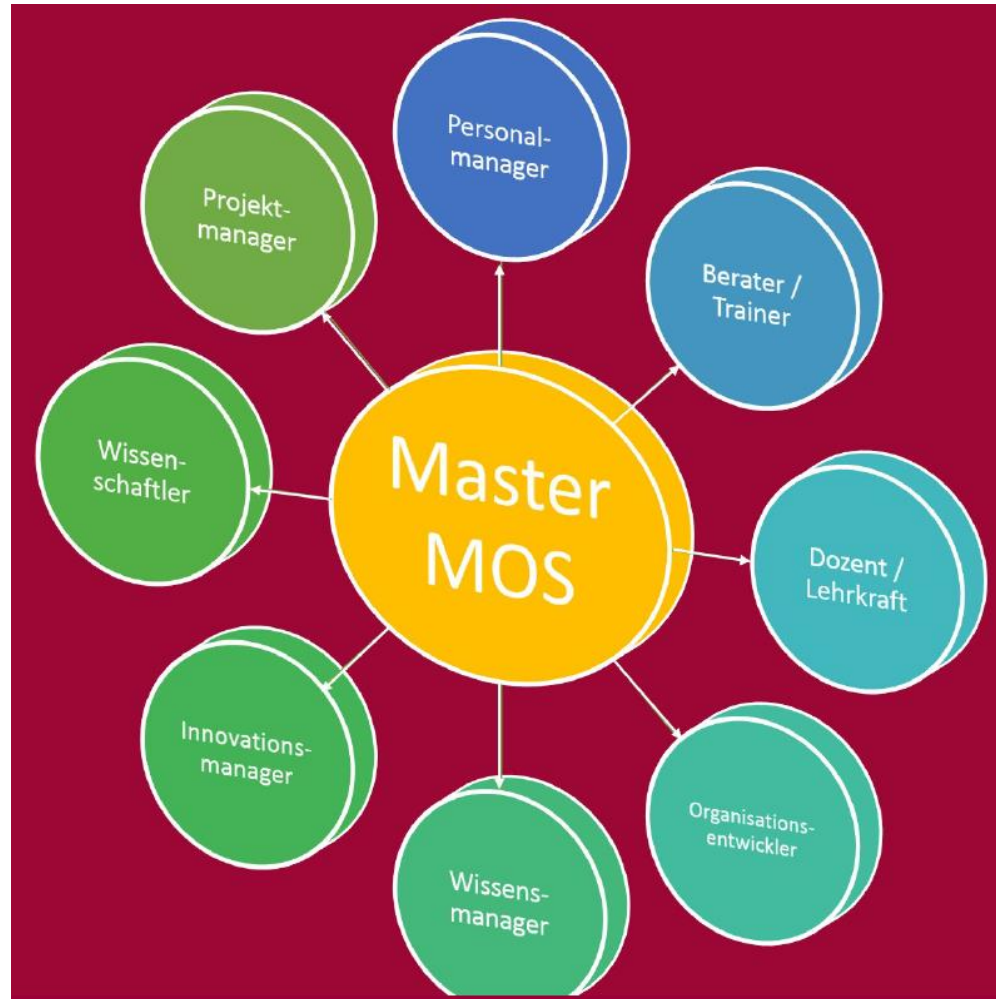 Personal-
manager
Projekt-
manager
Berater /
Trainer
Wissen-
schaftler
Master
MOS
Dozent /
Lehrkraft
Innovations-
manager
Organisations-
entwickler
Wissens-
manager